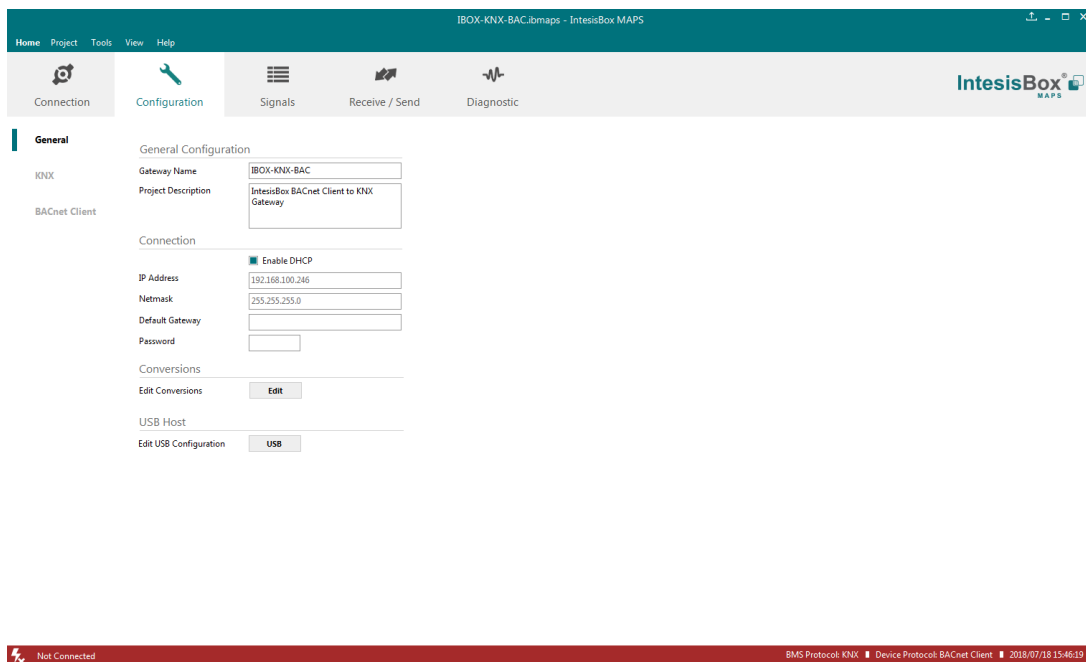 IBOX-KNX-BAC.ibmaps - IntesisBox MAPS
Home Project Tools View Help
Connection Configuration Signals Receive / Send Diagnostic
IntesisBox®
MAPS
General
KNX
BACnet Client
General Configuration
Gateway Name IBOX-KNX-BAC
Project Description IntesisBox BACnet Client to KNX
Gateway
Connection
Enable DHCP
IP Address 192.168.100.246
Netmask 255.255.255.0
Default Gateway
Password
Conversions
Edit Conversions Edit
USB Host
Edit USB Configuration USB
Not Connected BMS Protocol: KNX Device Protocol: BACnet Client 2018/07/18 15:46:19